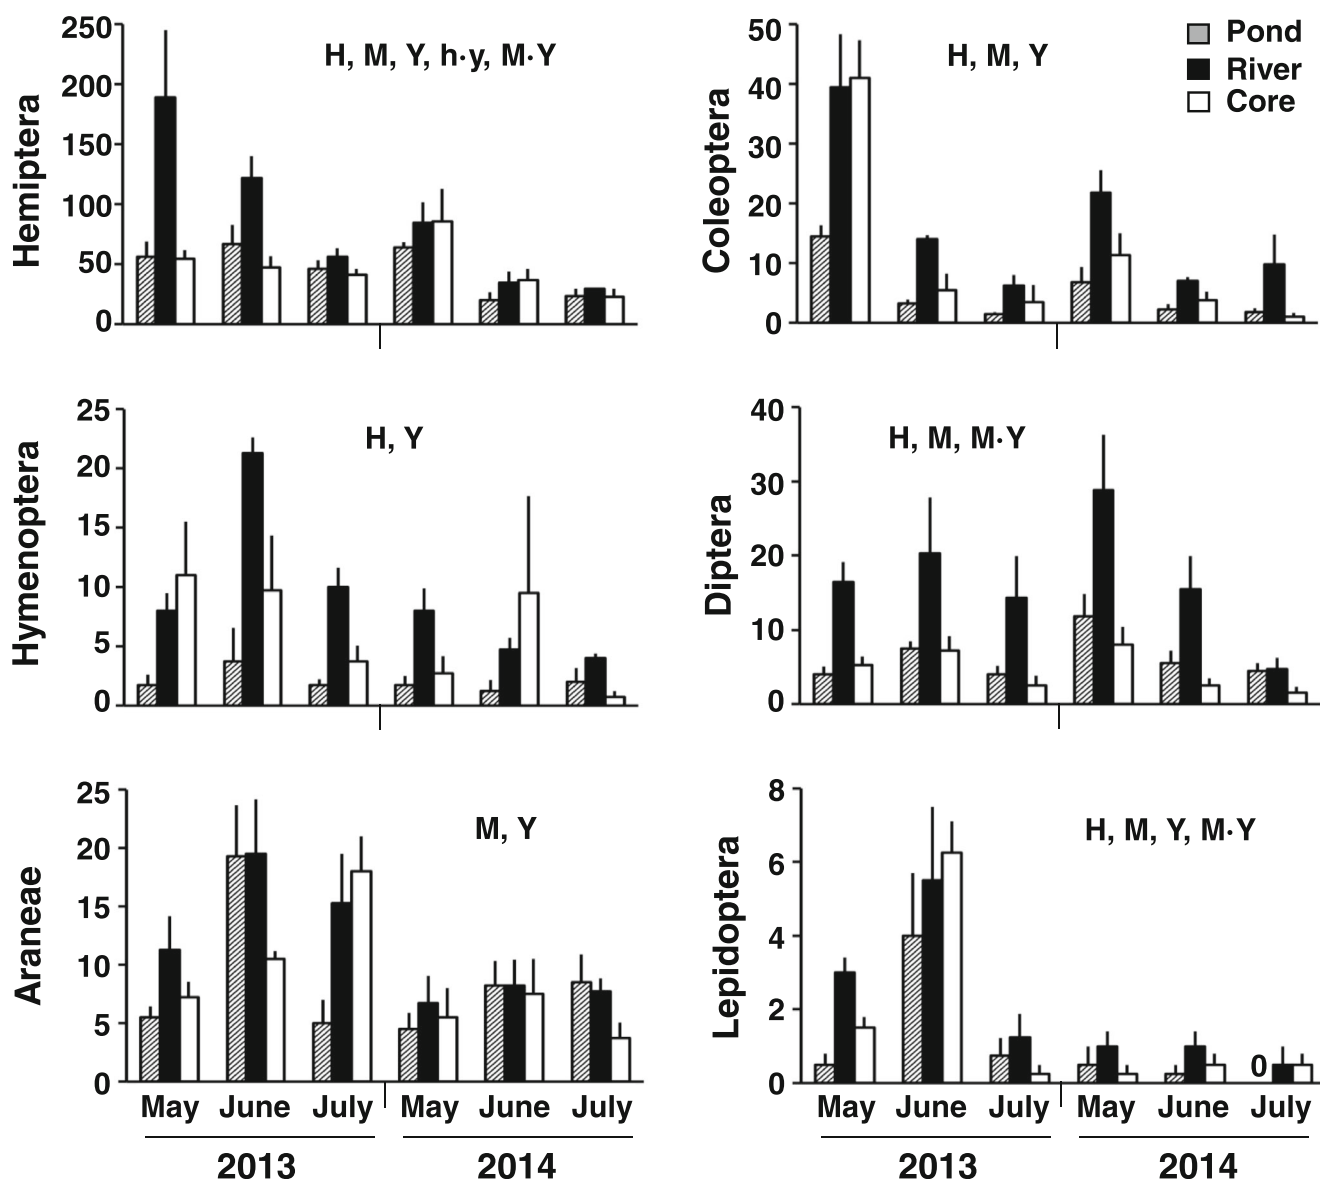 Hemiptera
250
200
150
100
50
0
H, M, Y, h·y, M·Y
Coleoptera
50
40
30
20
10
0
H, M, Y
Pond
River
Core
Hymenoptera
25
20
15
10
5
0
H, Y
Diptera
40
30
20
10
0
H, M, M·Y
Araneae
25
20
15
10
5
0
M, Y
May June July May June July
2013 2014
Lepidoptera
8
6
4
2
0
H, M, Y, M·Y
0
May June July May June July
2013 2014